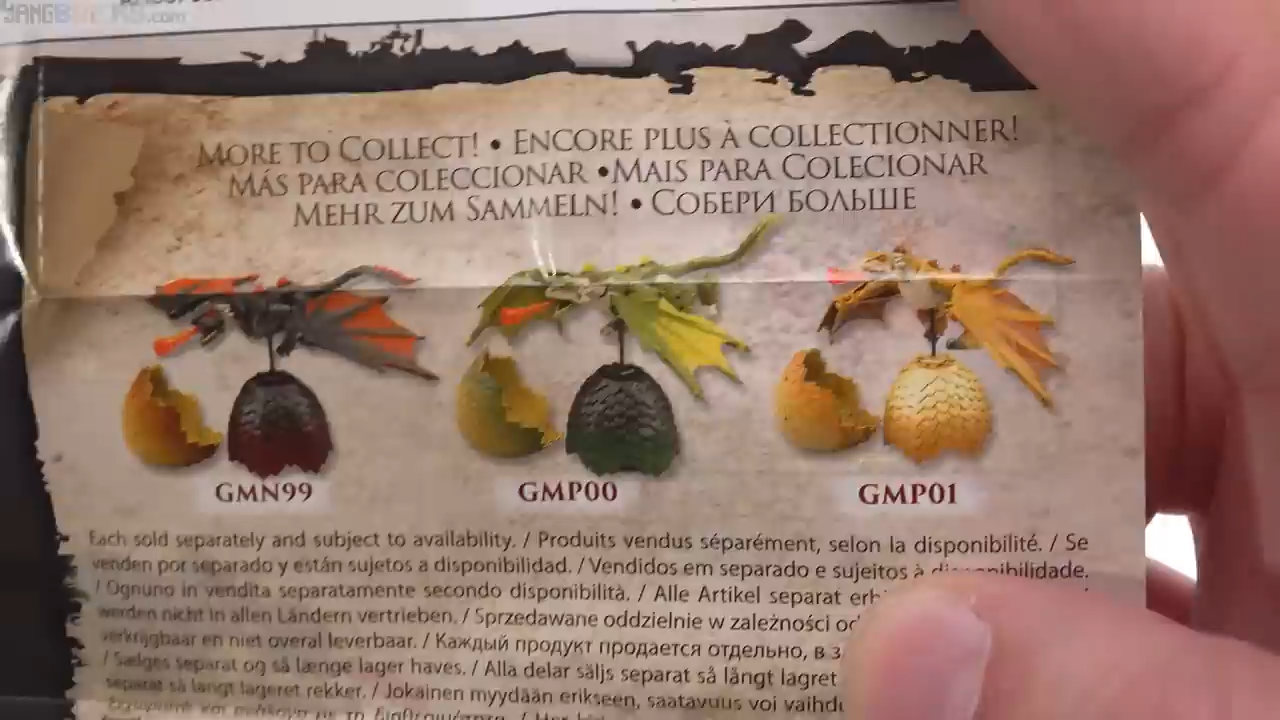 MORE TO COLLECT! • ENCORE PLUS À COLLECTIONNER!
MÁS PARA COLECCIONAR • MAIS PARA COLECIONAR
MEHR ZUM SAMMELN! • СОБЕРИ БОЛЬШЕ
GMN99 GMP00 GMP01
Each sold separately and subject to availability. / Produits vendus séparément, selon la disponibilité. / Se
venden por separado y están sujetos a disponibilidad. / Vendidos em separado e sujeitos à
/ Ognuno in vendita separatamente secondo disponibilità. / Alle Artikel separat
werden nicht in allen Ländern vertrieben. / Sprzedawane oddzielnie w zależności
verkrijgbaar en niet overal leverbaar. / Каждый продукт продается отдельно, в
/ Sælges separat og så længe lager haves. / Alla delar säljs separat så långt lagret
separat så langt lageret rekker. / Jokainen myydään erikseen, saatavuus voi